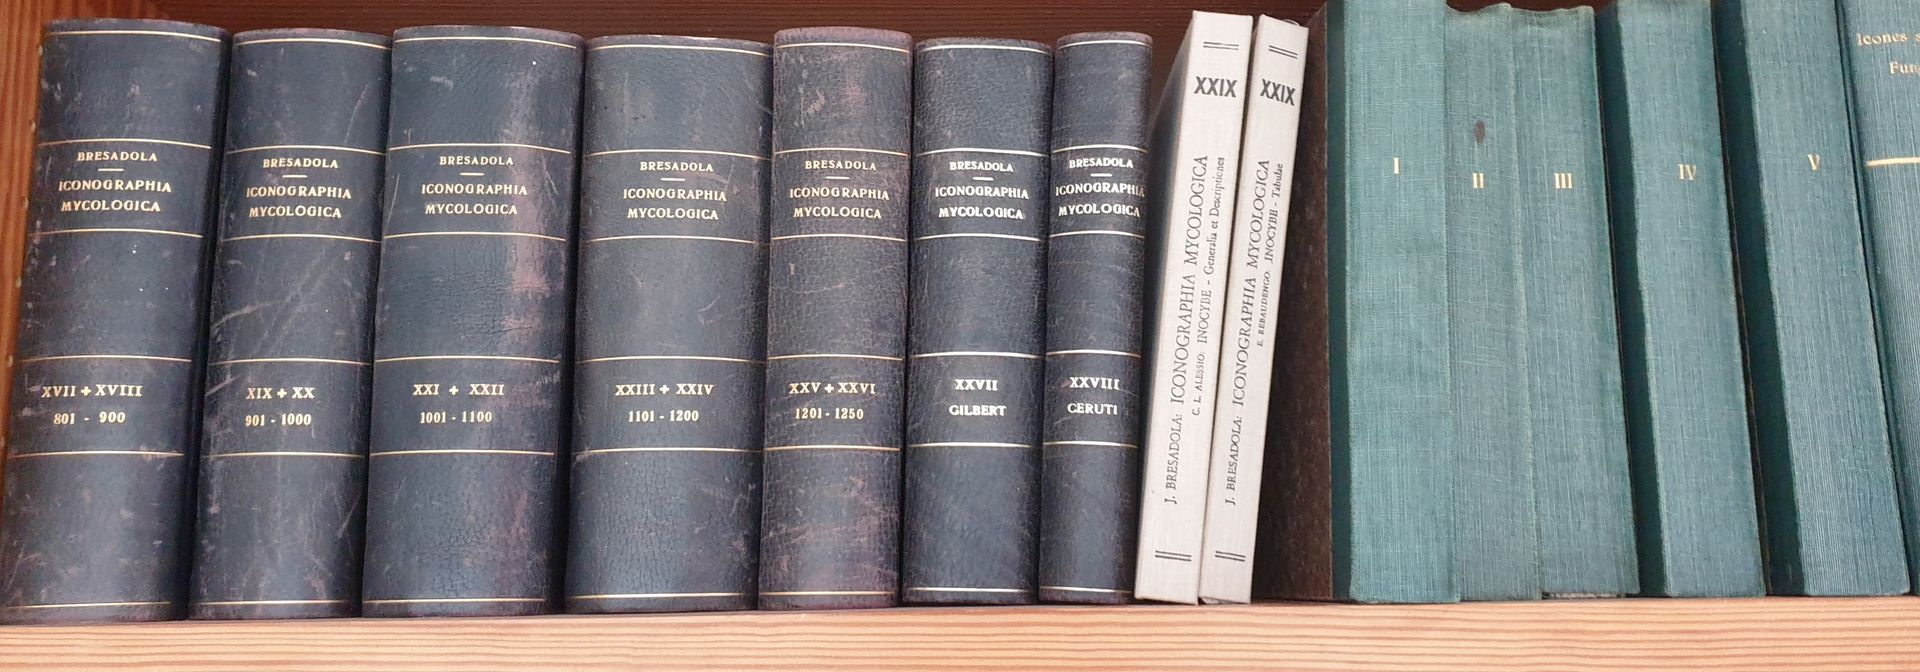 BRESADOLA
ICONOGRAPHIA
MYCOLOGICA
XVII + XVIII
801 - 900
BRESADOLA
ICONOGRAPHIA
MYCOLOGICA
XIX + XX
901 - 1000
BRESADOLA
ICONOGRAPHIA
MYCOLOGICA
XXI + XXII
1001 - 1100
BRESADOLA
ICONOGRAPHIA
MYCOLOGICA
XXIII + XXIV
1101 - 1200
BRESADOLA
ICONOGRAPHIA
MYCOLOGICA
XXV + XXVI
1201 - 1250
BRESADOLA
ICONOGRAPHIA
MYCOLOGICA
XXVII
GILBERT
BRESADOLA
ICONOGRAPHIA
MYCOLOGICA
XXVIII
CERUTI
XXIX
J. BRESADOLA: ICONOGRAPHIA MYCOLOGICA
C. L. ALESSIO: INOCYBE - Generalia et Descriptiones
XXIX
J. BRESADOLA: ICONOGRAPHIA MYCOLOGICA
E. REBAUDENGO: INOCYBE - Tabulae
I
II
III
IV
V
Icones s
Fun